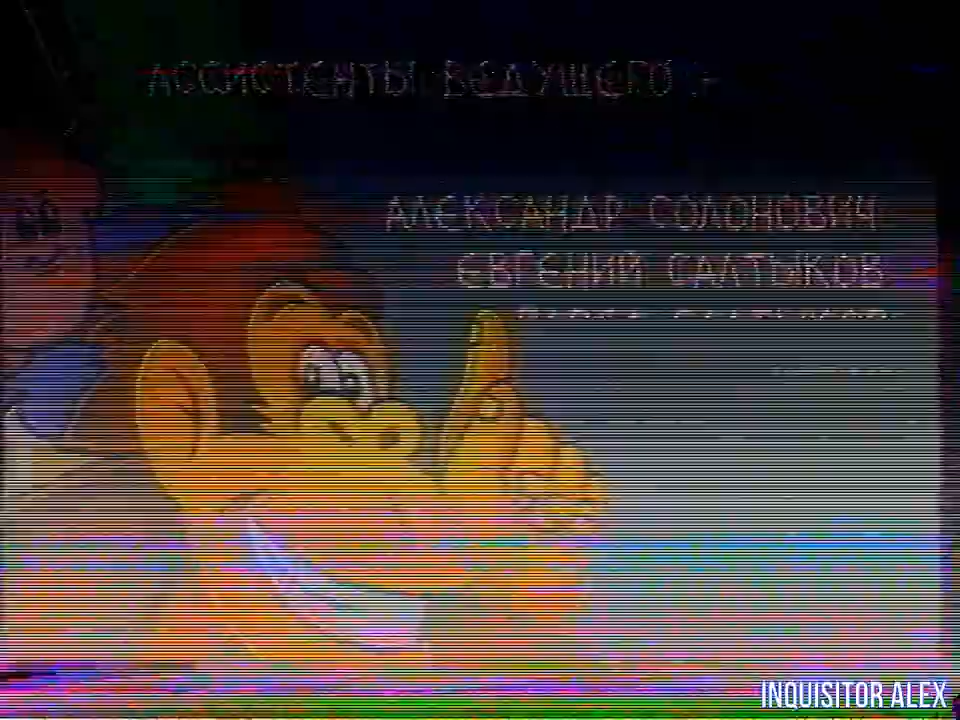 АССИСТЕНТЫ ВЕДУЩЕГО
АЛЕКСАНДР СОЛОНОВИЧ
ЕВГЕНИЙ САЛТЫКОВ
INQUISITOR ALEX